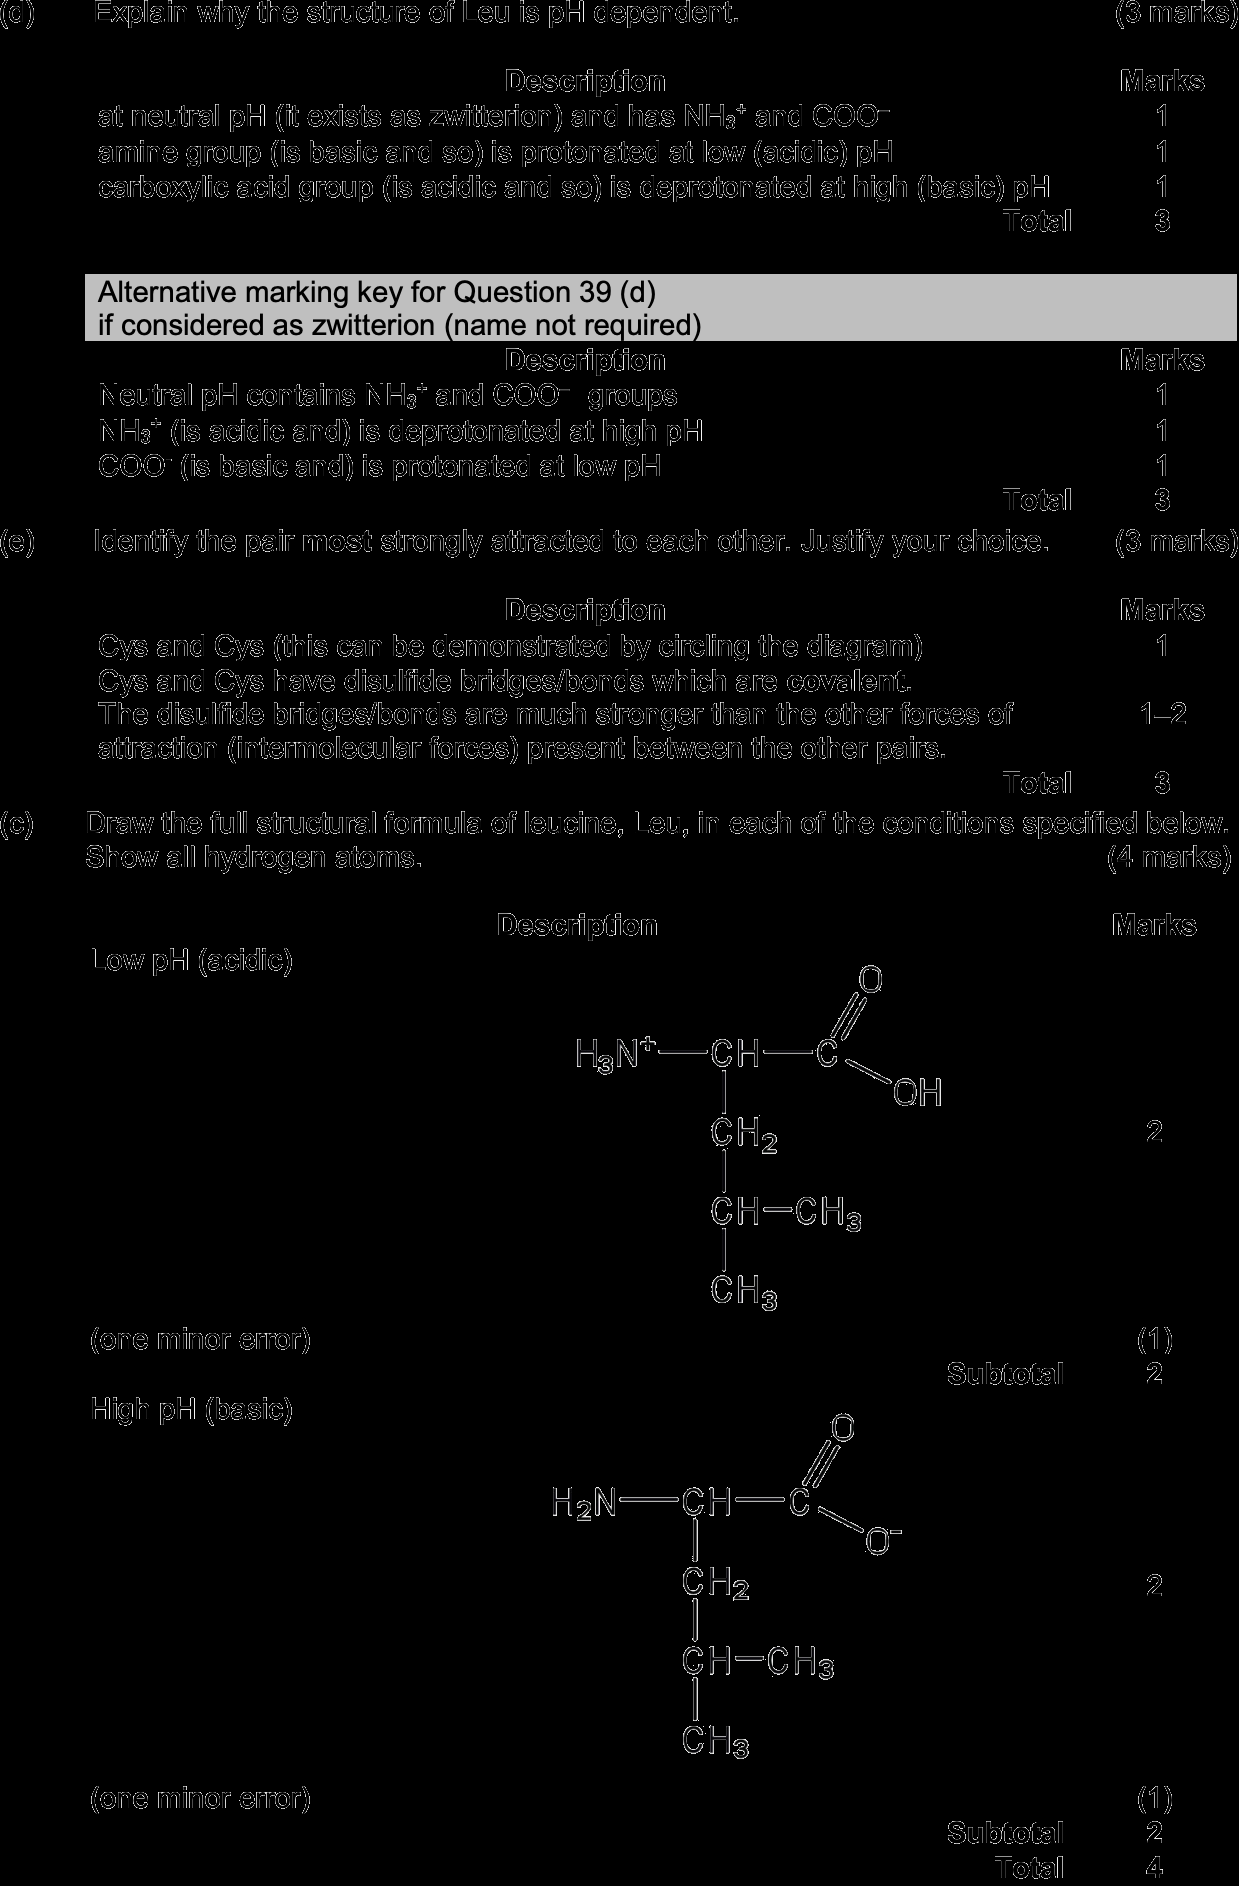 (d) Explain why the structure of Leu is pH dependent. (3 marks)
Description Marks
at neutral pH (it exists as zwitterion) and has NH₃⁺ and COO⁻ 1
amine group (is basic and so) is protonated at low (acidic) pH 1
carboxylic acid group (is acidic and so) is deprotonated at high (basic) pH 1
Total 3
Alternative marking key for Question 39 (d)
if considered as zwitterion (name not required)
Description Marks
Neutral pH contains NH₃⁺ and COO⁻ groups 1
NH₃⁺ (is acidic and) is deprotonated at high pH 1
COO⁻ (is basic and) is protonated at low pH 1
Total 3
(e) Identify the pair most strongly attracted to each other. Justify your choice. (3 marks)
Description Marks
Cys and Cys (this can be demonstrated by circling the diagram) 1
Cys and Cys have disulfide bridges/bonds which are covalent.
The disulfide bridges/bonds are much stronger than the other forces of 1–2
attraction (intermolecular forces) present between the other pairs.
Total 3
(c) Draw the full structural formula of leucine, Leu, in each of the conditions specified below.
Show all hydrogen atoms. (4 marks)
Description Marks
Low pH (acidic)
O
H₃N⁺ CH C
OH
CH₂ 2
CH CH₃
CH₃
(one minor error) (1)
Subtotal 2
High pH (basic)
O
H₂N CH C
O⁻
CH₂ 2
CH CH₃
CH₃
(one minor error) (1)
Subtotal 2
Total 4